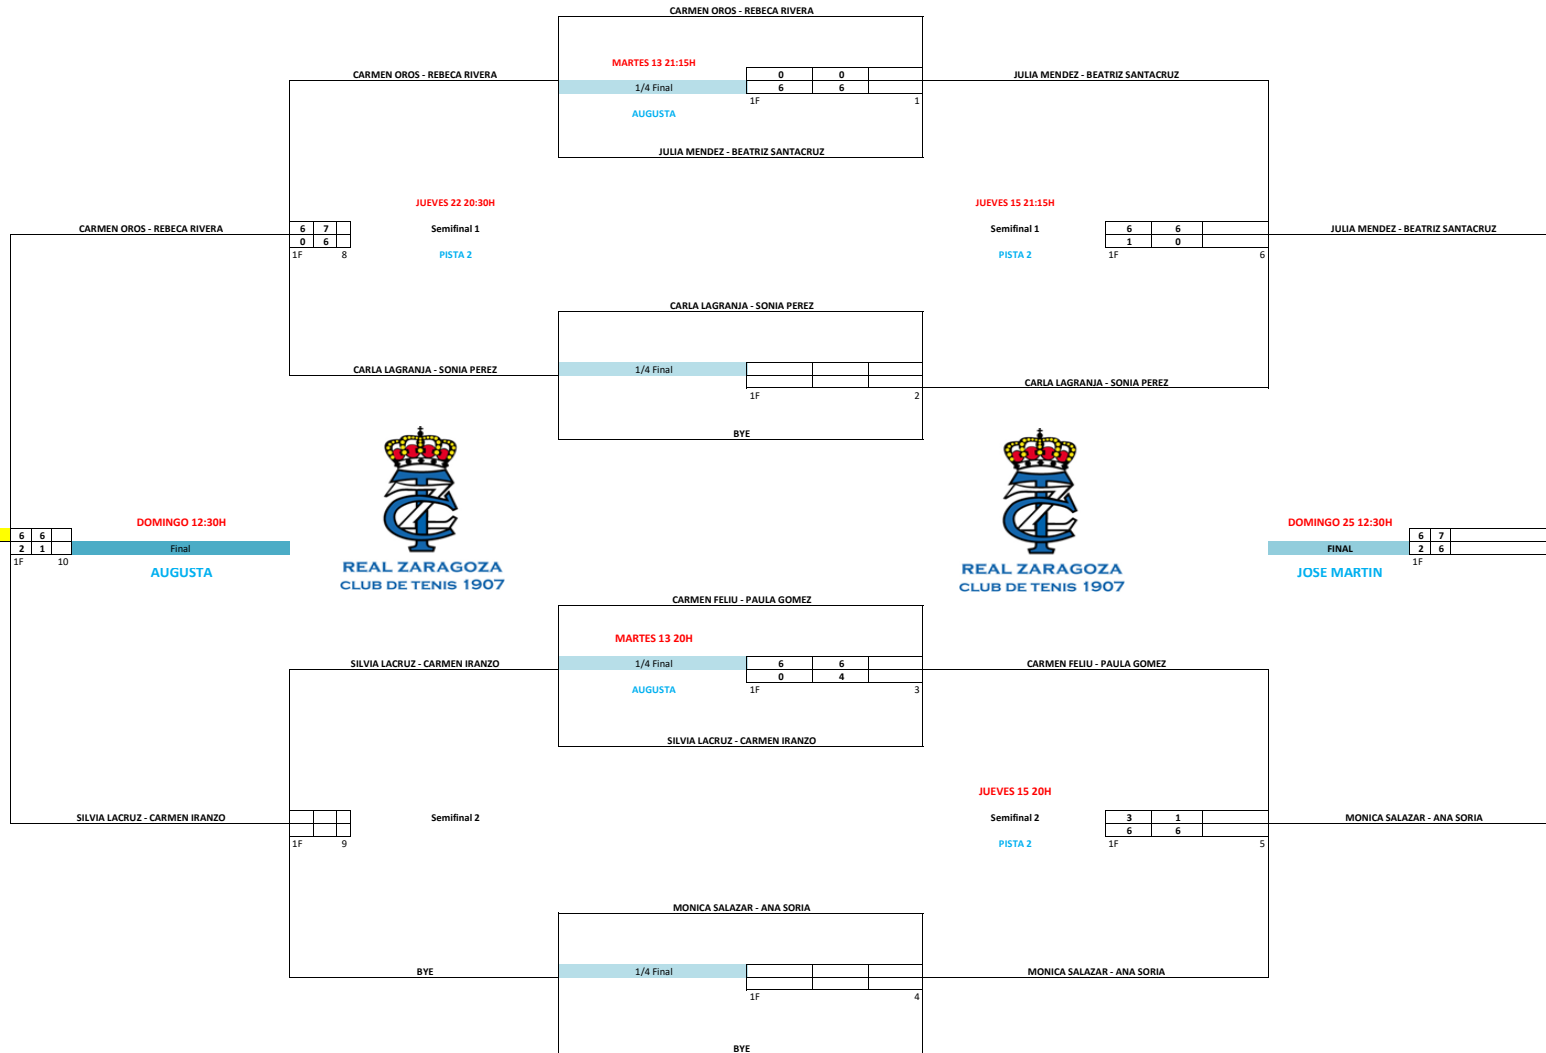 CARMEN OROS - REBECA RIVERA
MARTES 13 21:15H
CARMEN OROS - REBECA RIVERA
0 0
JULIA MENDEZ - BEATRIZ SANTACRUZ
1/4 Final
6 6
1F 1
AUGUSTA
JULIA MENDEZ - BEATRIZ SANTACRUZ
JUEVES 22 20:30H
JUEVES 15 21:15H
CARMEN OROS - REBECA RIVERA
6 7
Semifinal 1
Semifinal 1
6 6
JULIA MENDEZ - BEATRIZ SANTACRUZ
0 6
1 0
1F 8
PISTA 2
PISTA 2
1F 6
CARLA LAGRANJA - SONIA PEREZ
CARLA LAGRANJA - SONIA PEREZ
1/4 Final
CARLA LAGRANJA - SONIA PEREZ
1F 2
BYE
DOMINGO 12:30H
DOMINGO 25 12:30H
6 6
6 7
2 1
Final
FINAL
2 6
1F 10
1F
AUGUSTA
JOSE MARTIN
REAL ZARAGOZA
CLUB DE TENIS 1907
REAL ZARAGOZA
CLUB DE TENIS 1907
CARMEN FELIU - PAULA GOMEZ
MARTES 13 20H
SILVIA LACRUZ - CARMEN IRANZO
1/4 Final
6 6
CARMEN FELIU - PAULA GOMEZ
0 4
AUGUSTA
1F 3
SILVIA LACRUZ - CARMEN IRANZO
JUEVES 15 20H
SILVIA LACRUZ - CARMEN IRANZO
Semifinal 2
Semifinal 2
3 1
MONICA SALAZAR - ANA SORIA
6 6
1F 9
PISTA 2
1F 5
MONICA SALAZAR - ANA SORIA
BYE
1/4 Final
MONICA SALAZAR - ANA SORIA
1F 4
BYE